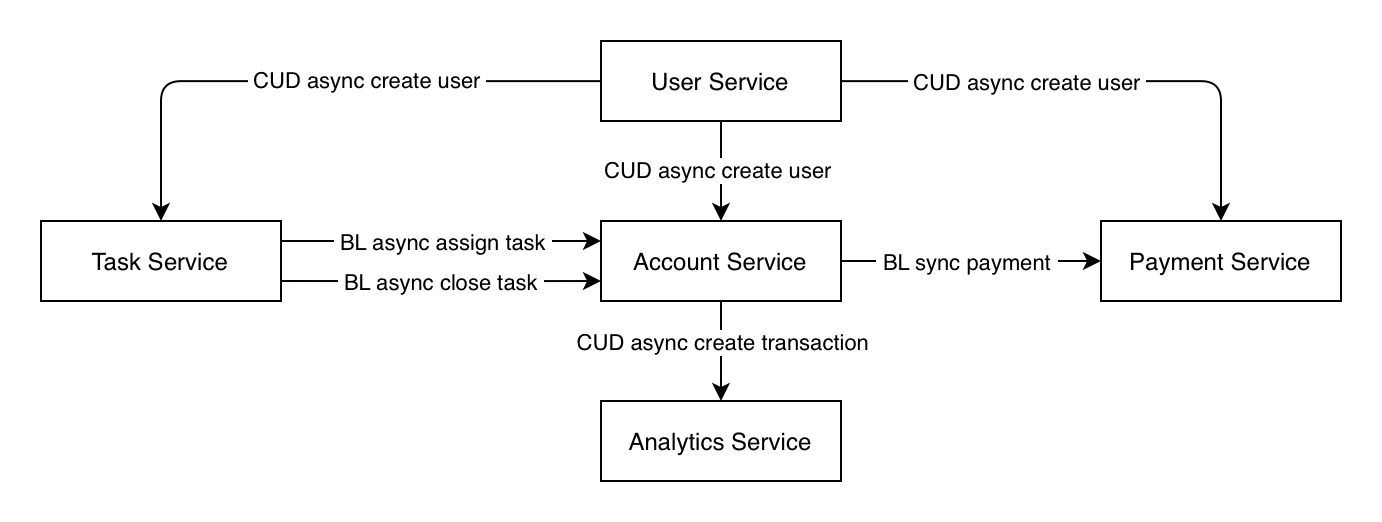 CUD async create user
User Service
CUD async create user
CUD async create user
Task Service
BL async assign task
BL async close task
Account Service
BL sync payment
Payment Service
CUD async create transaction
Analytics Service